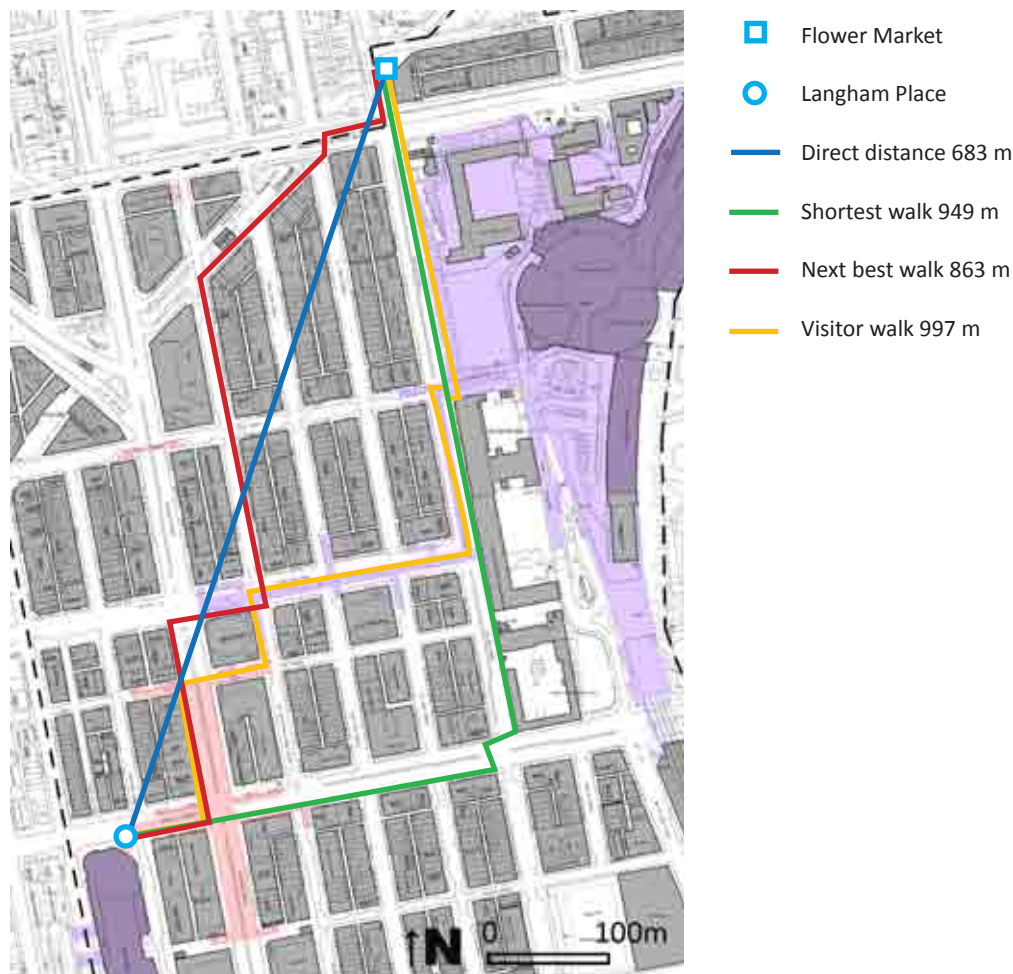 Flower Market
Langham Place
Direct distance 683 m
Shortest walk 949 m
Next best walk 863 m
Visitor walk 997 m
↑N 0 100m